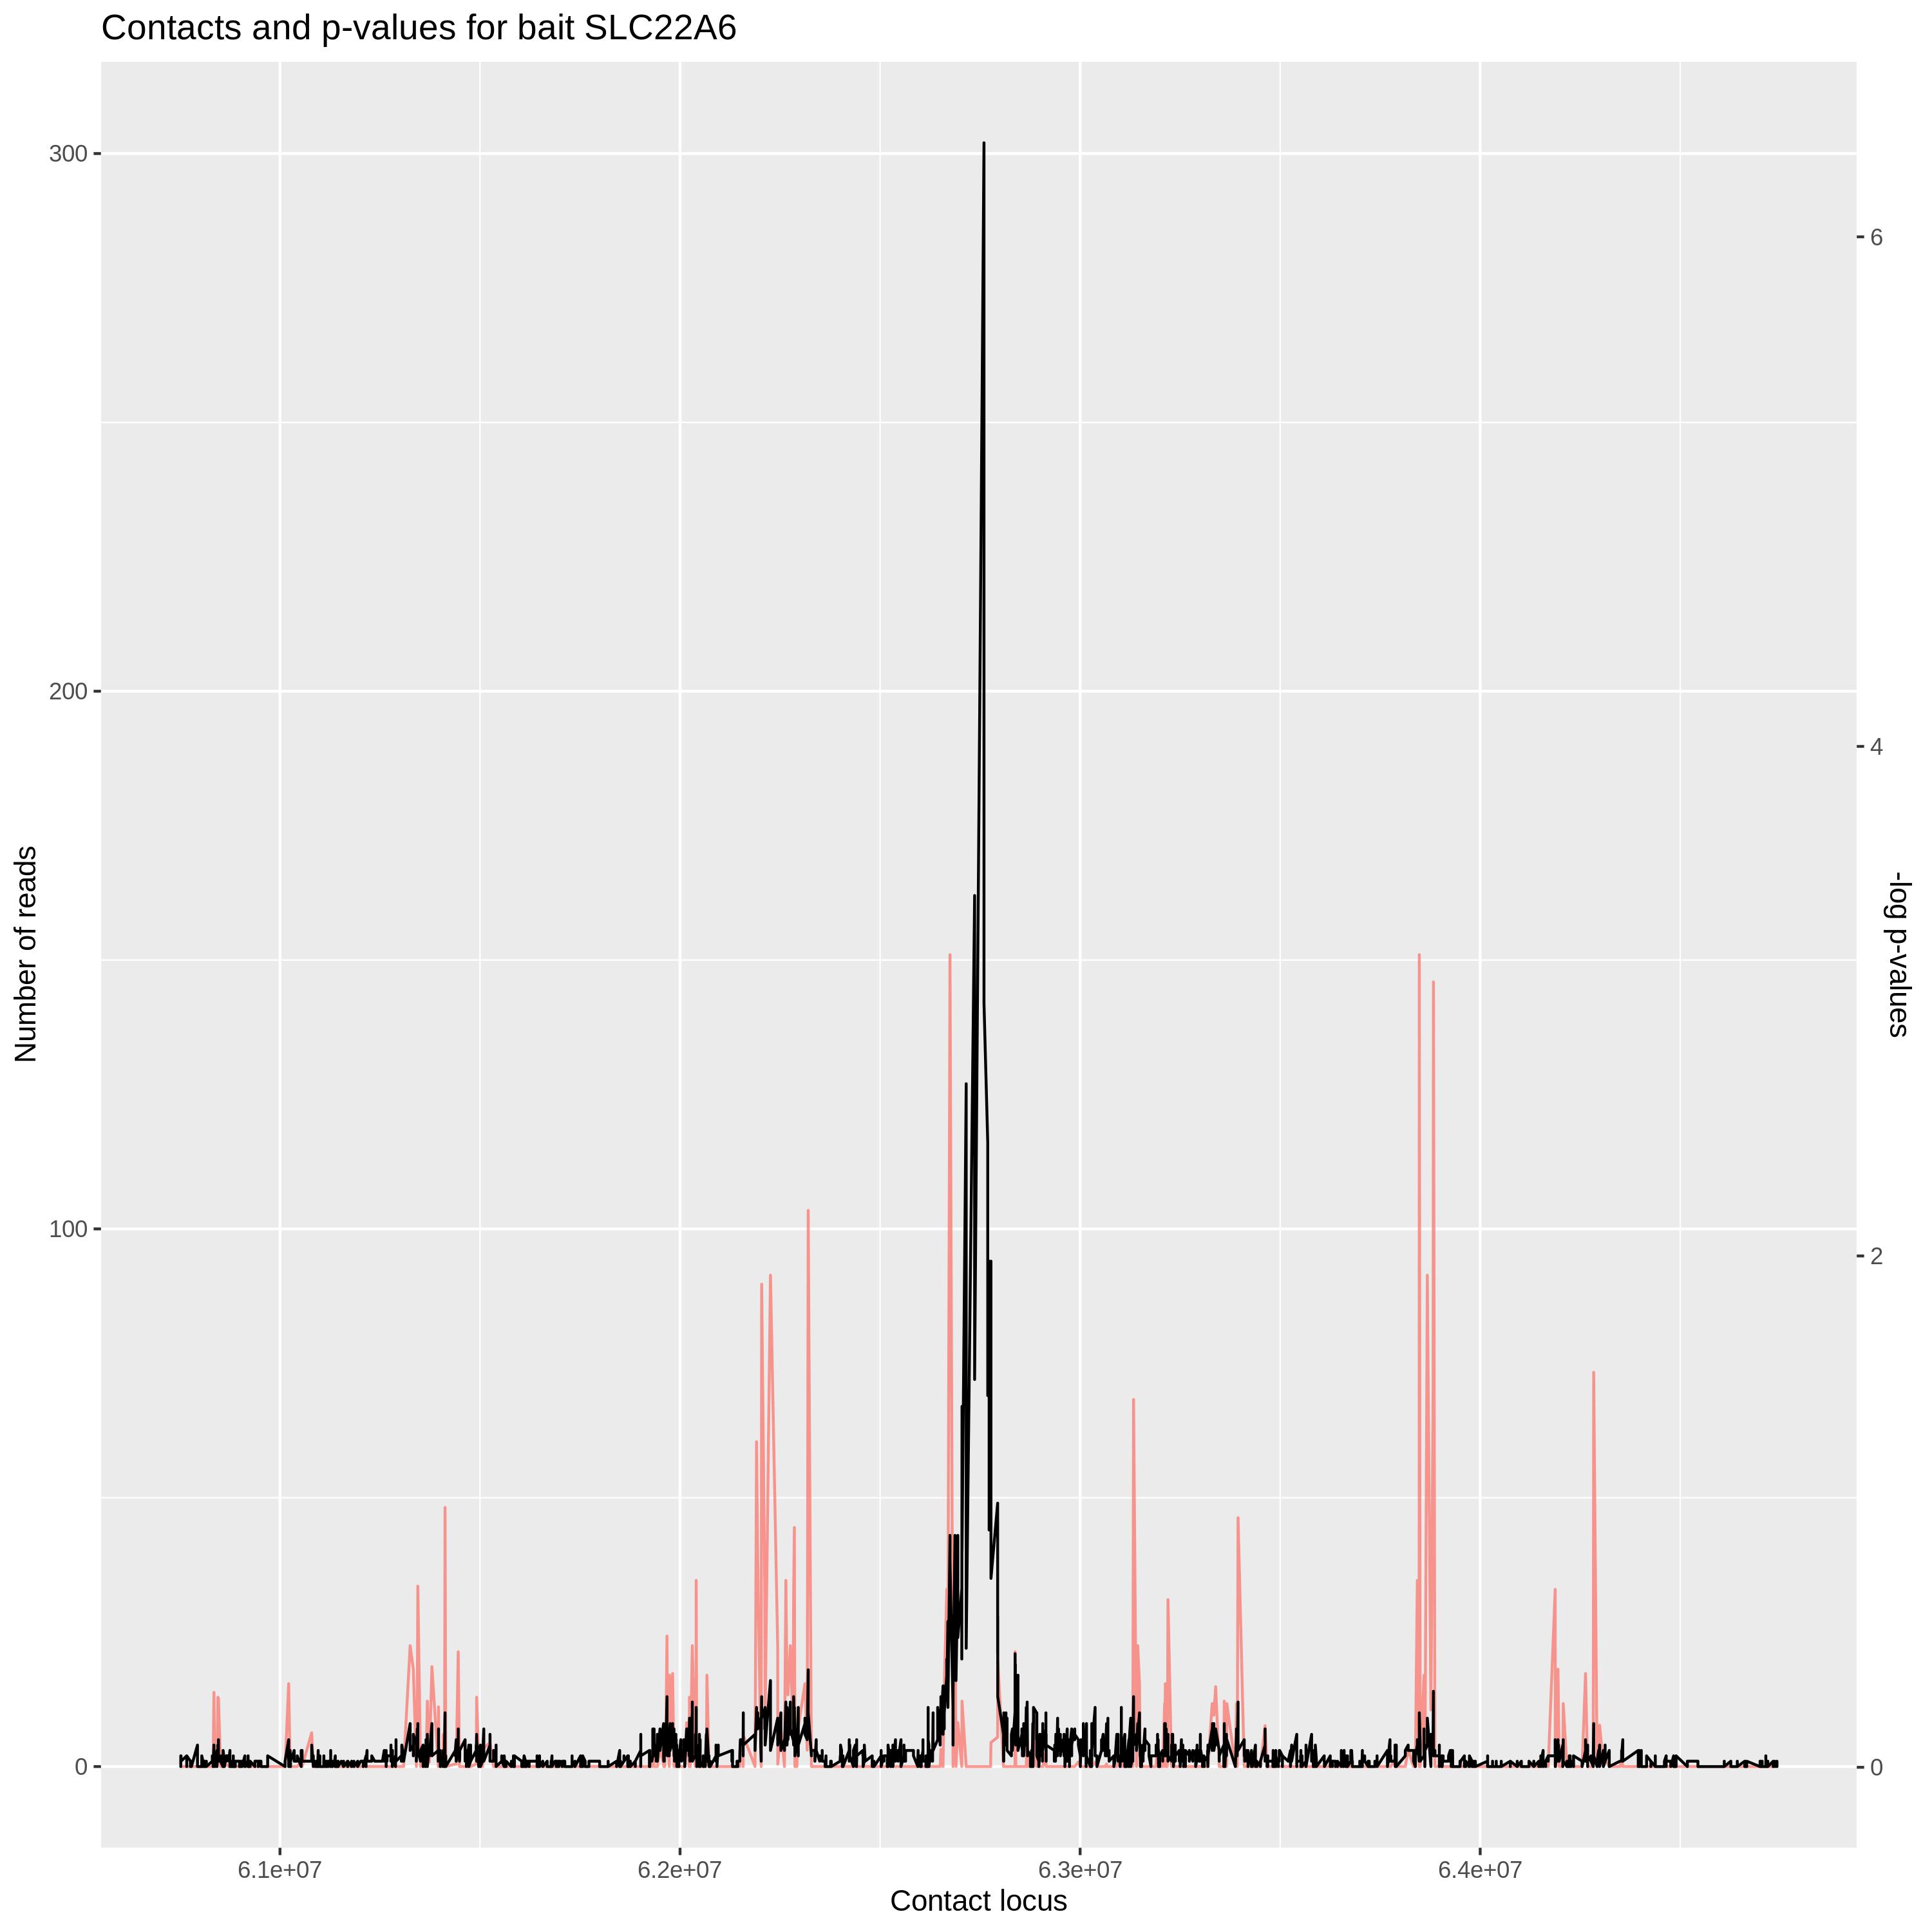 Contacts and p-values for bait SLC22A6
300
200
100
0
Number of reads
6
4
2
0
-log p-values
6.1e+07
6.2e+07
6.3e+07
6.4e+07
Contact locus